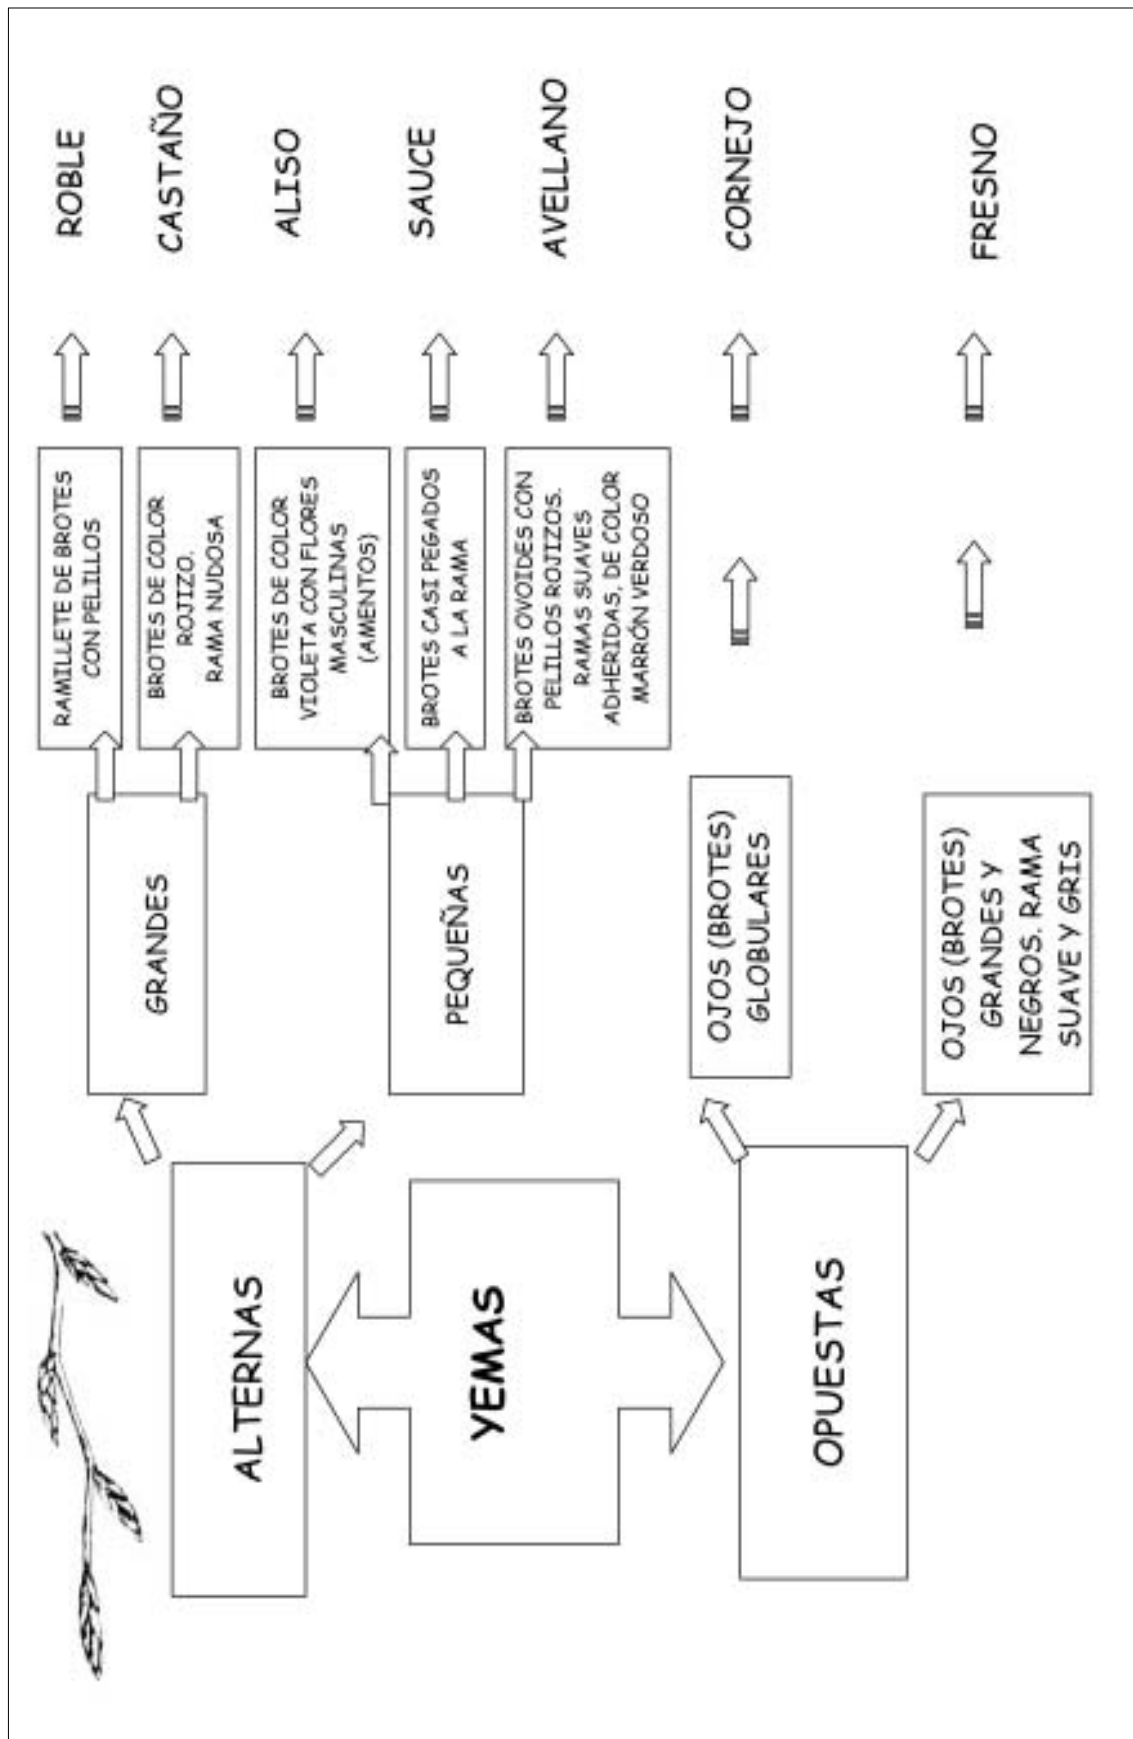 YEMAS
ALTERNAS
GRANDES
RAMILLETE DE BROTES
CON PELILLOS
ROBLE
BROTES DE COLOR
ROJIZO.
RAMA NUDOSA
CASTAÑO
PEQUEÑAS
BROTES DE COLOR
VIOLETA CON FLORES
MASCULINAS
(AMENTOS)
ALISO
BROTES CASI PEGADOS
A LA RAMA
SAUCE
BROTES OVOIDES CON
PELILLOS ROJIZOS.
RAMAS SUAVES
ADHERIDAS, DE COLOR
MARRÓN VERDOSO
AVELLANO
OPUESTAS
OJOS (BROTES)
GLOBULARES
CORNEJO
OJOS (BROTES)
GRANDES Y
NEGROS. RAMA
SUAVE Y GRIS
FRESNO